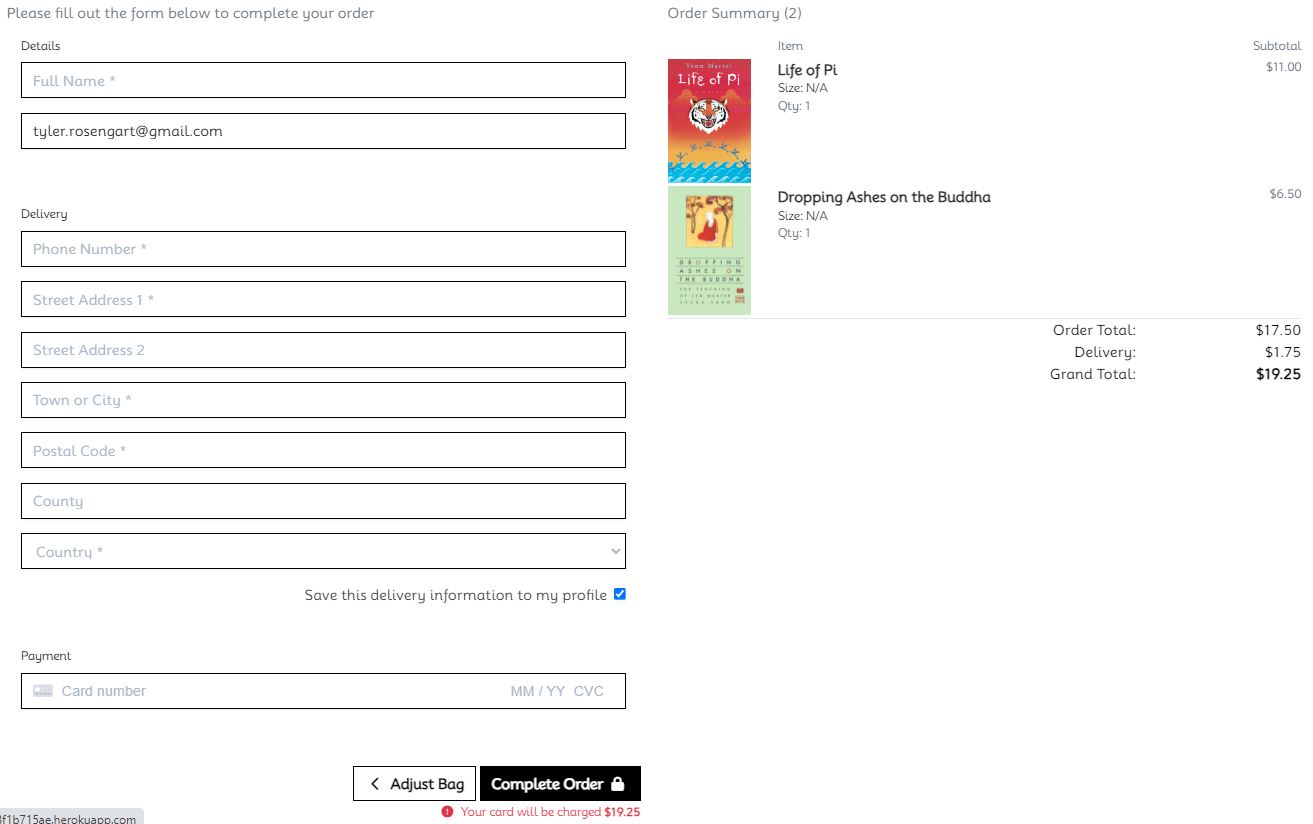 Please fill out the form below to complete your order
Details
Full Name *
tyler.rosengart@gmail.com
Delivery
Phone Number *
Street Address 1 *
Street Address 2
Town or City *
Postal Code *
County
Country *
Save this delivery information to my profile
Payment
Card number MM / YY CVC
Adjust Bag Complete Order
Your card will be charged $19.25
8f1b715ae.herokuapp.com
Order Summary (2)
Item Subtotal
Yann Martel
Life of Pi
Life of Pi $11.00
Size: N/A
Qty: 1
DROPPING
ASHES ON
THE BUDDHA
THE TEACHING
OF ZEN MASTER
SEUNG SAHN
Dropping Ashes on the Buddha $6.50
Size: N/A
Qty: 1
Order Total: $17.50
Delivery: $1.75
Grand Total: $19.25